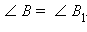 ∠ B = ∠ B₁.